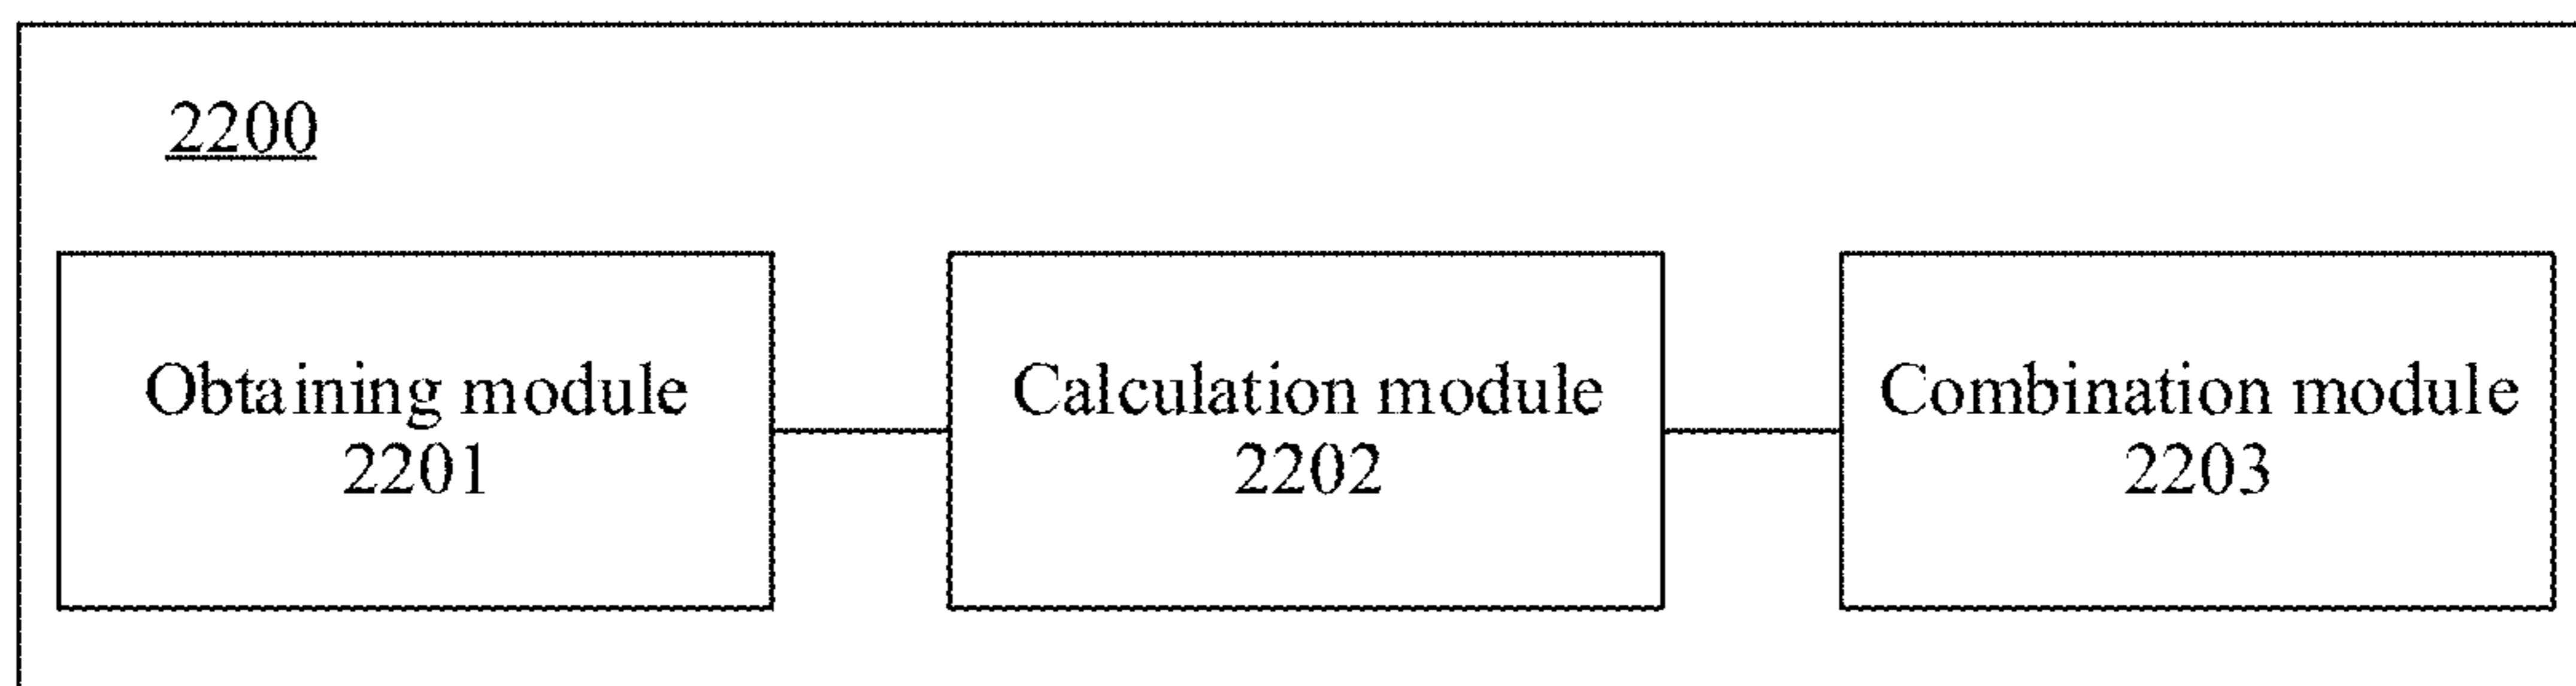 2200
Obtaining module
2201
Calculation module
2202
Combination module
2203